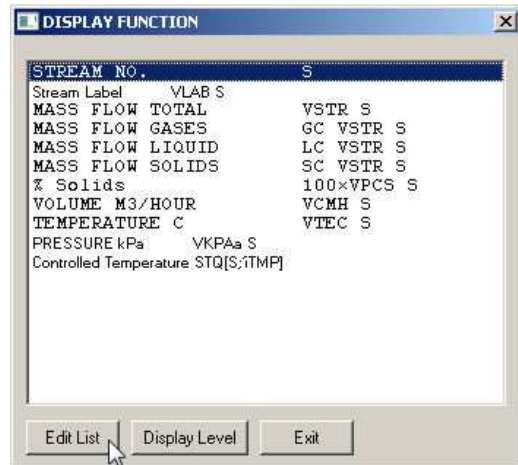 DISPLAY FUNCTION
STREAM NO. S
Stream Label VLAB S
MASS FLOW TOTAL VSTR S
MASS FLOW GASES GC VSTR S
MASS FLOW LIQUID LC VSTR S
MASS FLOW SOLIDS SC VSTR S
% Solids 100×VPCS S
VOLUME M3/HOUR VCMH S
TEMPERATURE C VTEC S
PRESSURE kPa VKPAa S
Controlled Temperature STQ[S;îTMP]
Edit List Display Level Exit